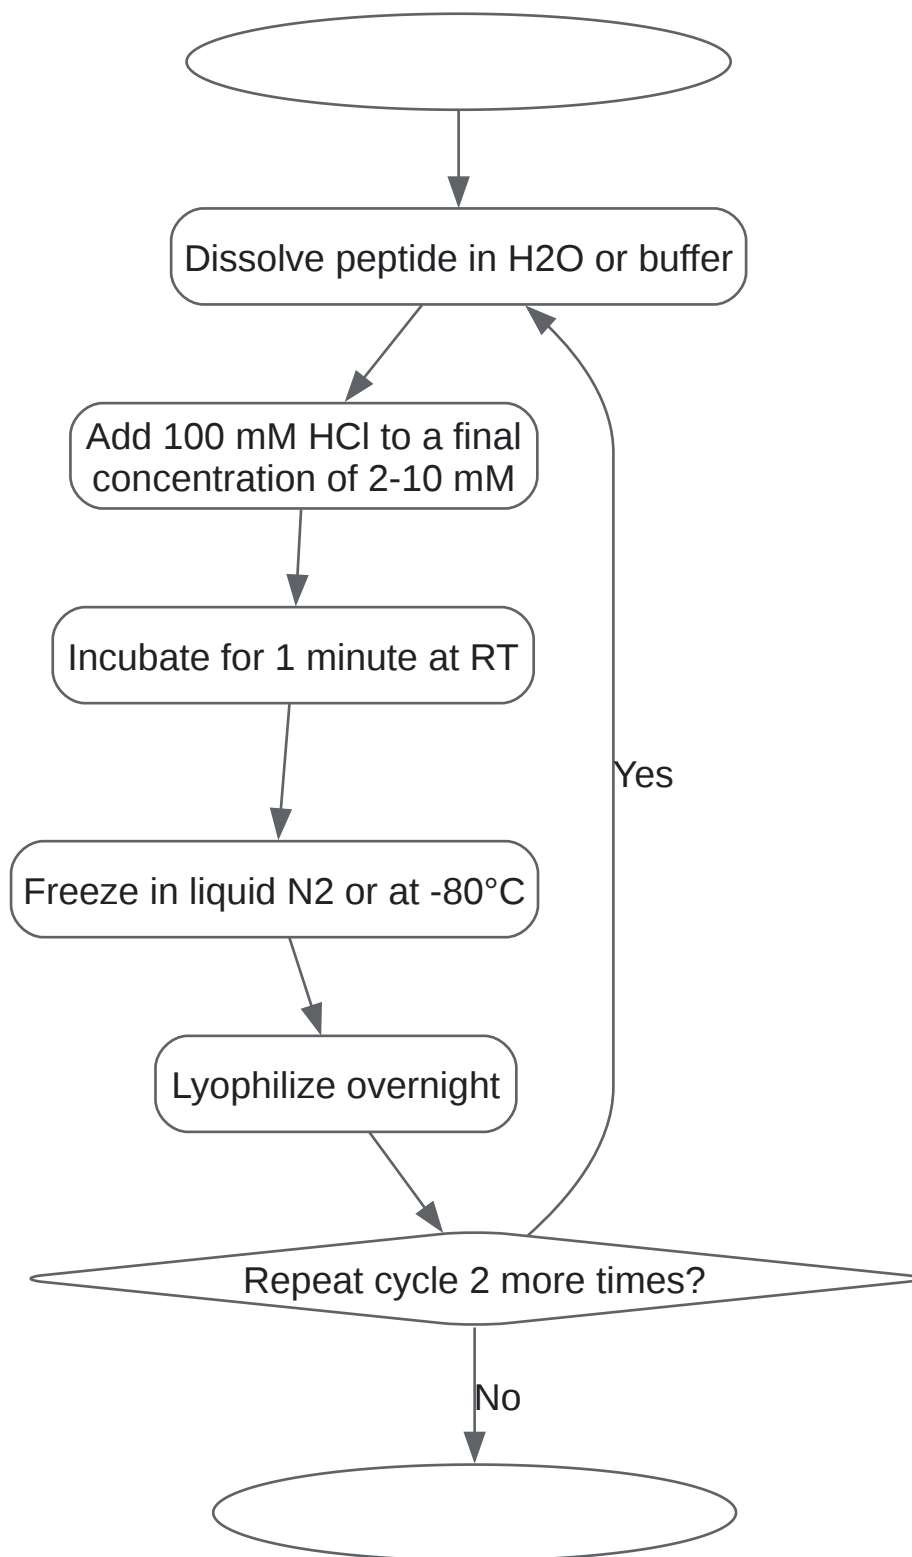 Dissolve peptide in H2O or buffer
Add 100 mM HCl to a final
concentration of 2-10 mM
Incubate for 1 minute at RT
Yes
Freeze in liquid N2 or at -80°C
Lyophilize overnight
Repeat cycle 2 more times?
No